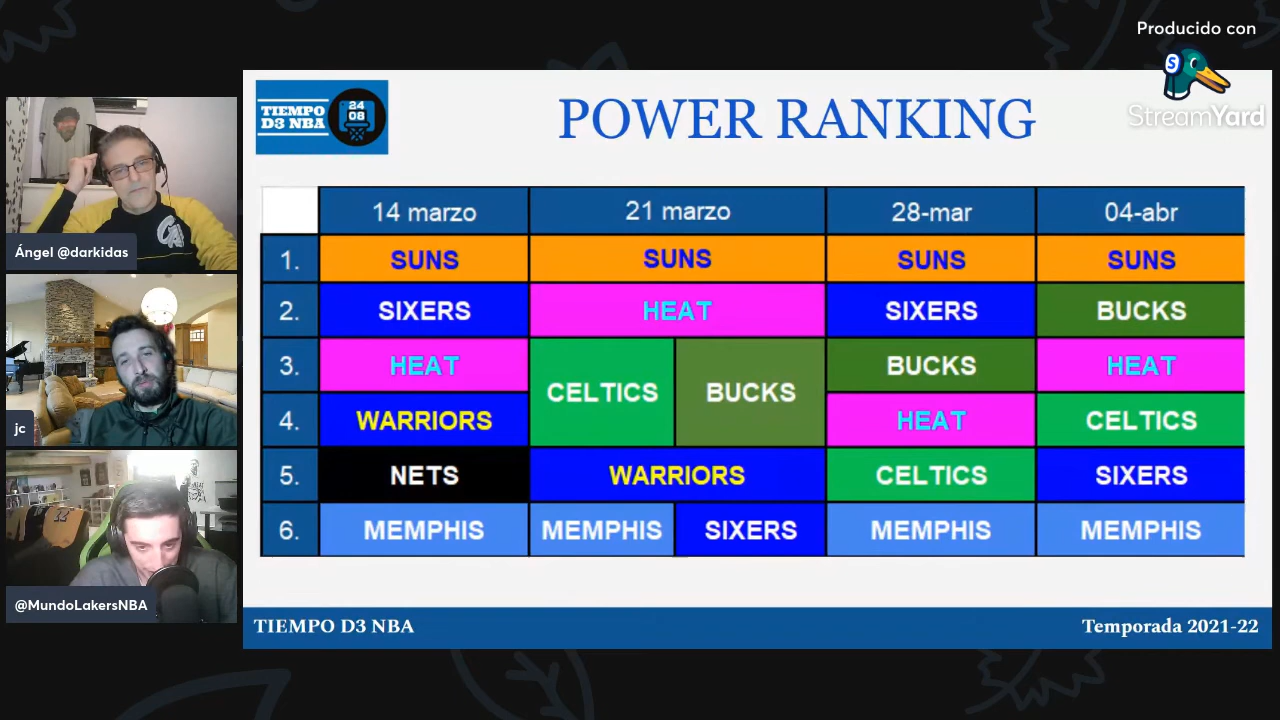 Producido con
StreamYard
TIEMPO
D3 NBA
24
08
POWER RANKING
14 marzo 21 marzo 28-mar 04-abr
1. SUNS SUNS SUNS SUNS
2. SIXERS HEAT SIXERS BUCKS
3. HEAT CELTICS BUCKS BUCKS HEAT
4. WARRIORS HEAT CELTICS
5. NETS WARRIORS CELTICS SIXERS
6. MEMPHIS MEMPHIS SIXERS MEMPHIS MEMPHIS
Ángel @darkidas
jc
@MundoLakersNBA
TIEMPO D3 NBA
Temporada 2021-22